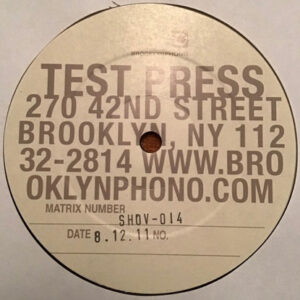 BROOKLYNPHONO
TEST PRESS
270 42ND STREET
BROOKLYN, NY 112
32-2814 WWW.BRO
OKLYNPHONO.COM
MATRIX NUMBER
SHOV-014
DATE 8.12.11 NO.